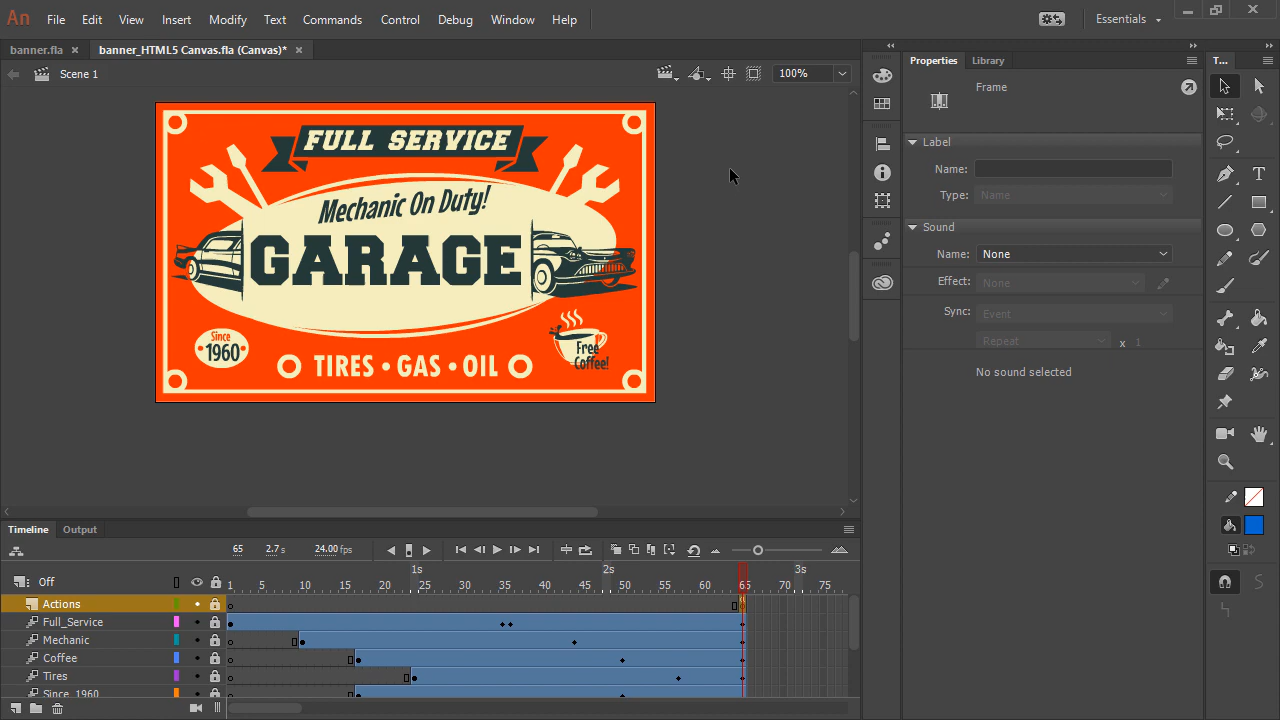 An File Edit View Insert Modify Text Commands Control Debug Window Help Essentials
banner.fla × banner_HTML5 Canvas.fla (Canvas)* ×
Scene 1 100%
FULL SERVICE
Mechanic On Duty!
GARAGE
Since
1960
TIRES • GAS • OIL
Free
Coffee!
Properties Library
Frame
Label
Name:
Type: Name
Sound
Name: None
Effect: None
Sync: Event
Repeat x 1
No sound selected
T...
Timeline Output
65 2.7 s 24.00 fps
1s 2s 3s
Off 1 5 10 15 20 25 30 35 40 45 50 55 60 65 70 75
Actions
Full_Service
Mechanic
Coffee
Tires
Since_1960